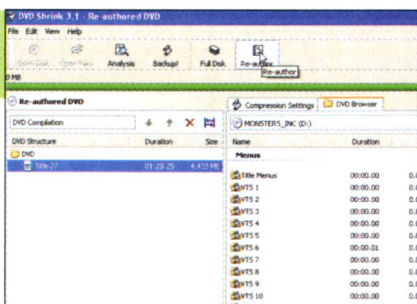 DVD Shrink 3.1 - Re-authored DVD
File Edit View Help
Open Disk Open Files Analysis Backup! Full Disk Re-author
Re-author
0 MB
Re-authored DVD
Compression Settings DVD Browser
DVD Compilation
MONSTERS_INC (D:)
DVD Structure Duration Size
Name Duration
DVD
Menus
Title 27 01:28:25 4,433 MB
Title Menus 00:00.00
VTS 1 00:00.00
VTS 2 00:00.00
VTS 3 00:00.00
VTS 4 00:00.00
VTS 5 00:00.00
VTS 6 00:00.01
VTS 7 00:00.00
VTS 8 00:00.00
VTS 9 00:00.00
VTS 10 00:00.00